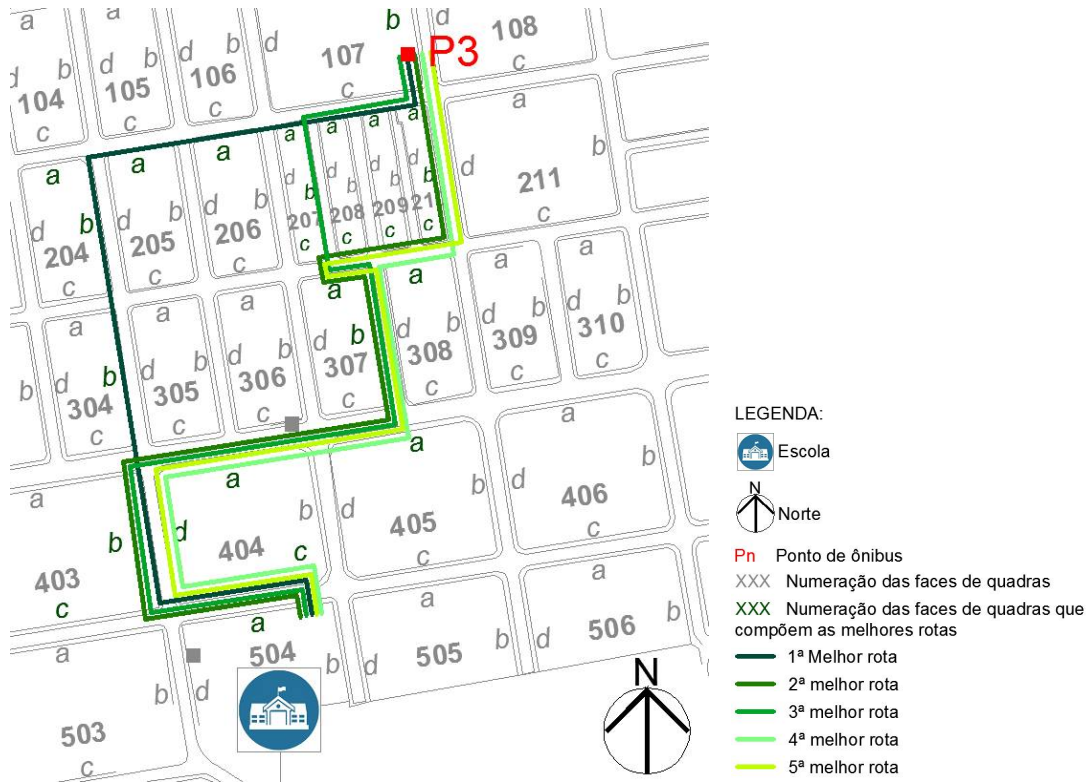 a a b d
107 P3 108
d b d b d b d a c
104 105 106 c
c c c a
a a a a a a
a a d b
d b d b d b d b d b d b d b 211
204 205 206 207 208 209 21 c
c c c c c c c
a a a a a a a
d b d b d b d b d b d b d b
b 304 305 306 307 308 309 310
c c c c c c c
a a a a
b d b d b d b
403 404 405 406
c c c c
a a a a
b d b d b d b
503 504 505 506
c
N
LEGENDA:
Escola
N
Norte
Pn Ponto de ônibus
XXX Numeração das faces de quadras
XXX Numeração das faces de quadras que
compõem as melhores rotas
1ª Melhor rota
2ª melhor rota
3ª melhor rota
4ª melhor rota
5ª melhor rota